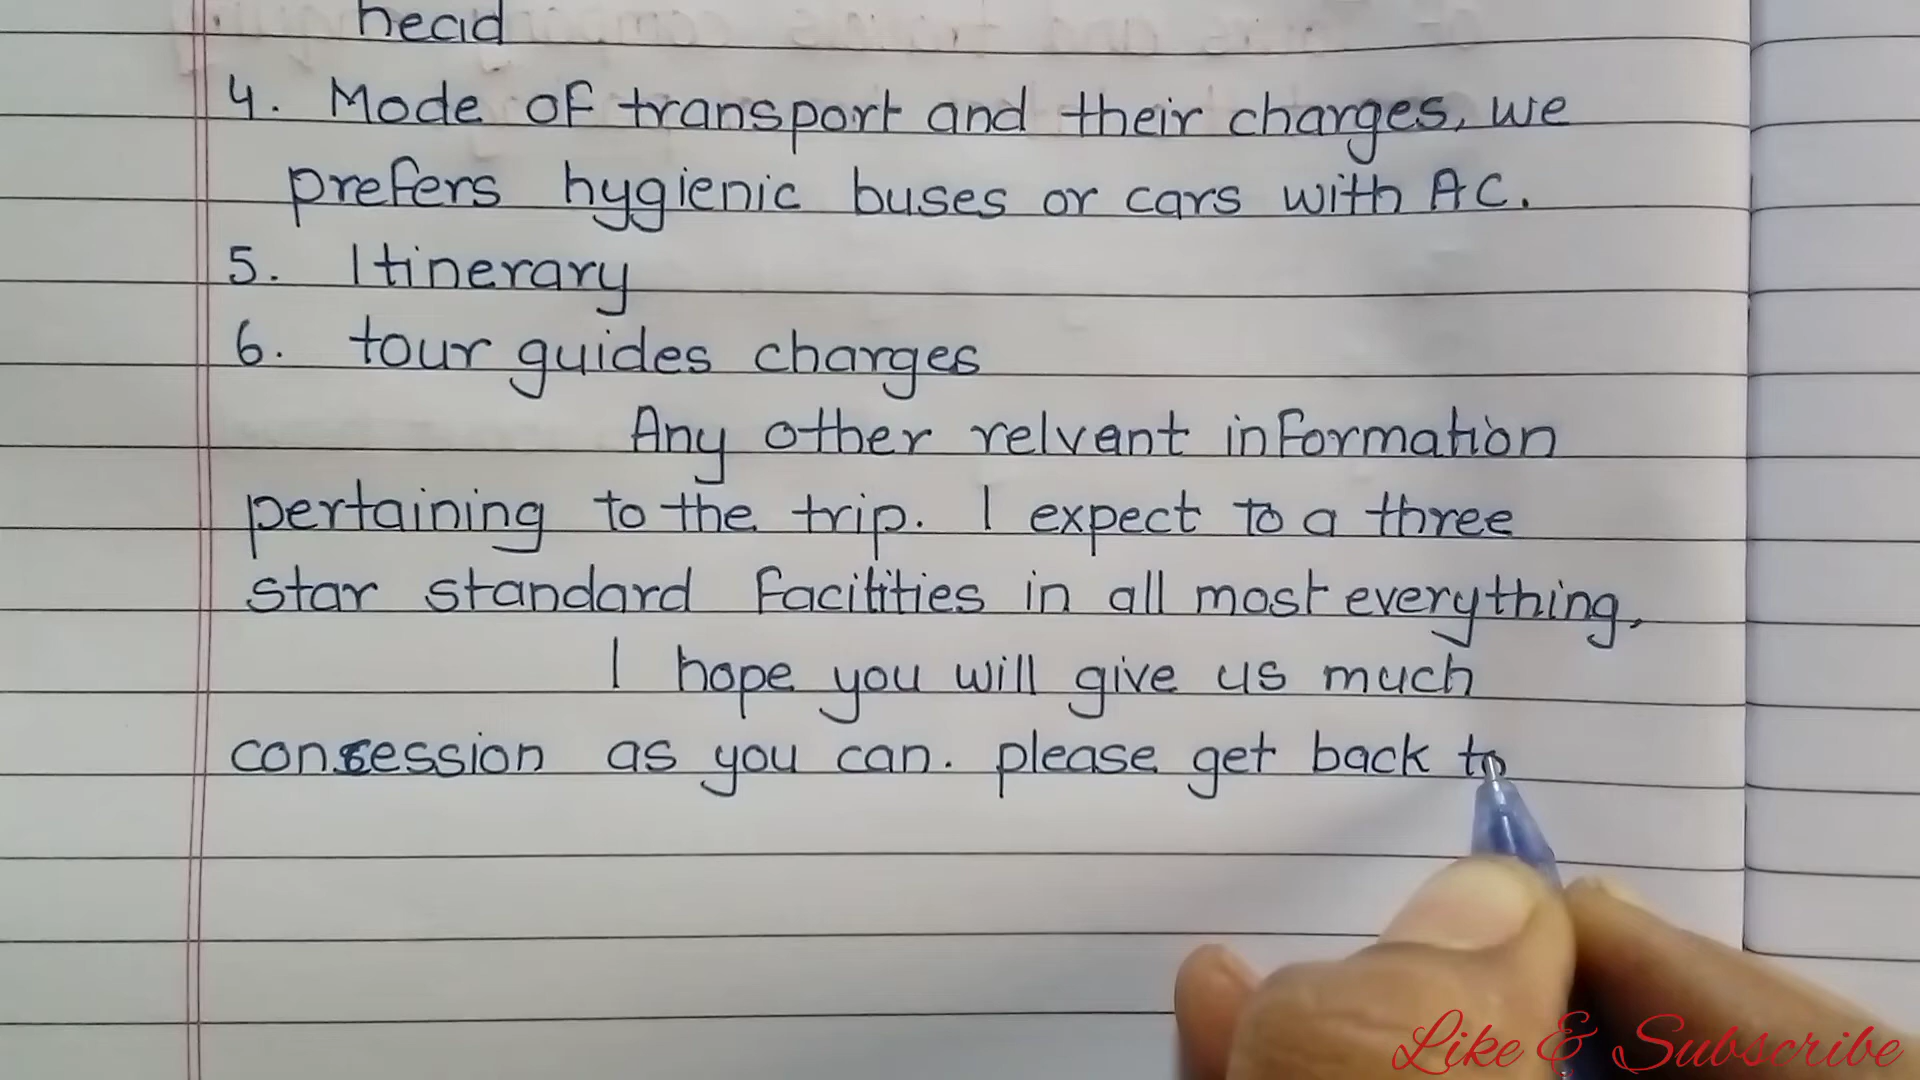 head
4. Mode of transport and their charges, we
prefers hygienic buses or cars with AC.
5. Itinerary
6. tour guides charges
Any other relvant information
pertaining to the trip. I expect to a three
star standard facitities in all most everything.
I hope you will give us much
consession as you can. please get back to
Like & Subscribe